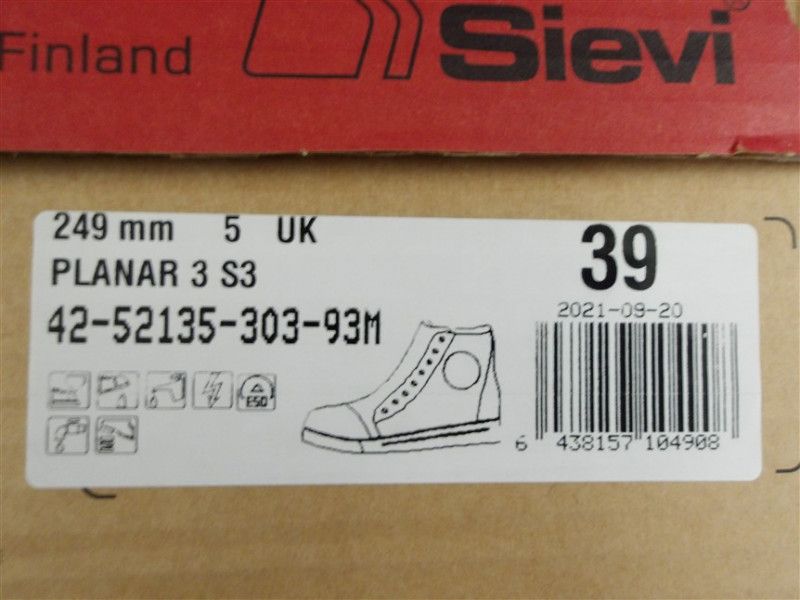 Finland
Sievi®
249 mm 5 UK
PLANAR 3 S3
42-52135-303-93M
39
2021-09-20
ESD
6 438157 104908